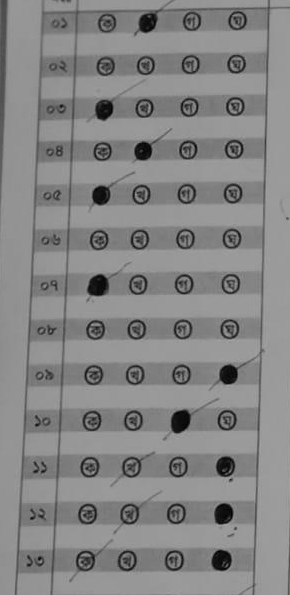 ০১ ক গ ঘ
০২ ক খ গ ঘ
০৩ খ গ ঘ
০৪ ক গ ঘ
০৫ খ গ ঘ
০৬ ক খ গ ঘ
০৭ খ গ ঘ
০৮ ক খ গ ঘ
০৯ ক খ গ
১০ ক খ ঘ
১১ ক খ গ
১২ ক খ গ
১৩ ক খ গ